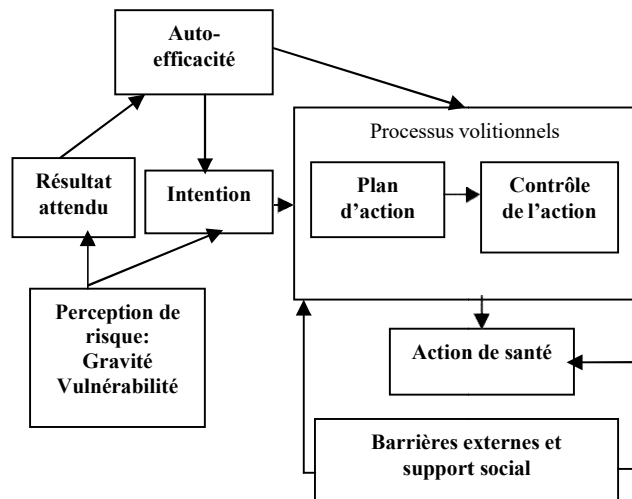 Auto-
efficacité
Processus volitionnels
Résultat
attendu
Intention
Plan
d’action
Contrôle
de l’action
Perception de
risque:
Gravité
Vulnérabilité
Action de santé
Barrières externes et
support social